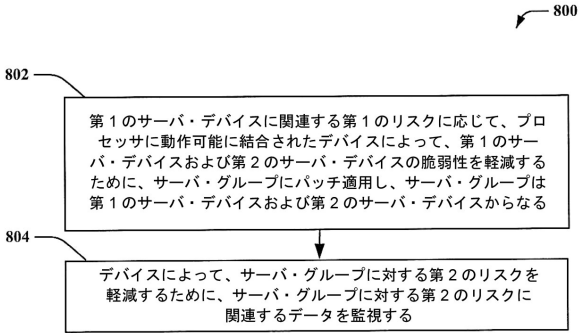 800
802
第1のサーバ・デバイスに関連する第1のリスクに応じて、プロ
セッサに動作可能に結合されたデバイスによって、第1のサー
バ・デバイスおよび第2のサーバ・デバイスの脆弱性を軽減する
ために、サーバ・グループにパッチ適用し、サーバ・グループは
第1のサーバ・デバイスおよび第2のサーバ・デバイスからなる
804
デバイスによって、サーバ・グループに対する第2のリスクを
軽減するために、サーバ・グループに対する第2のリスクに
関連するデータを監視する